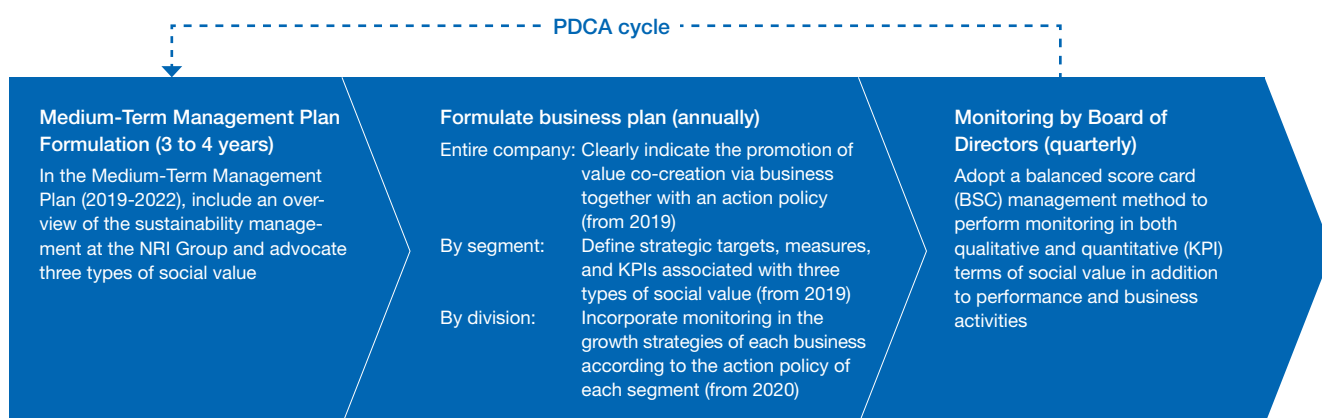 PDCA cycle
Medium-Term Management Plan
Formulation (3 to 4 years)
In the Medium-Term Management
Plan (2019-2022), include an over-
view of the sustainability manage-
ment at the NRI Group and advocate
three types of social value
Formulate business plan (annually)
Entire company: Clearly indicate the promotion of
value co-creation via business
together with an action policy
(from 2019)
By segment: Define strategic targets, measures,
and KPIs associated with three
types of social value (from 2019)
By division: Incorporate monitoring in the
growth strategies of each business
according to the action policy of
each segment (from 2020)
Monitoring by Board of
Directors (quarterly)
Adopt a balanced score card
(BSC) management method to
perform monitoring in both
qualitative and quantitative (KPI)
terms of social value in addition
to performance and business
activities